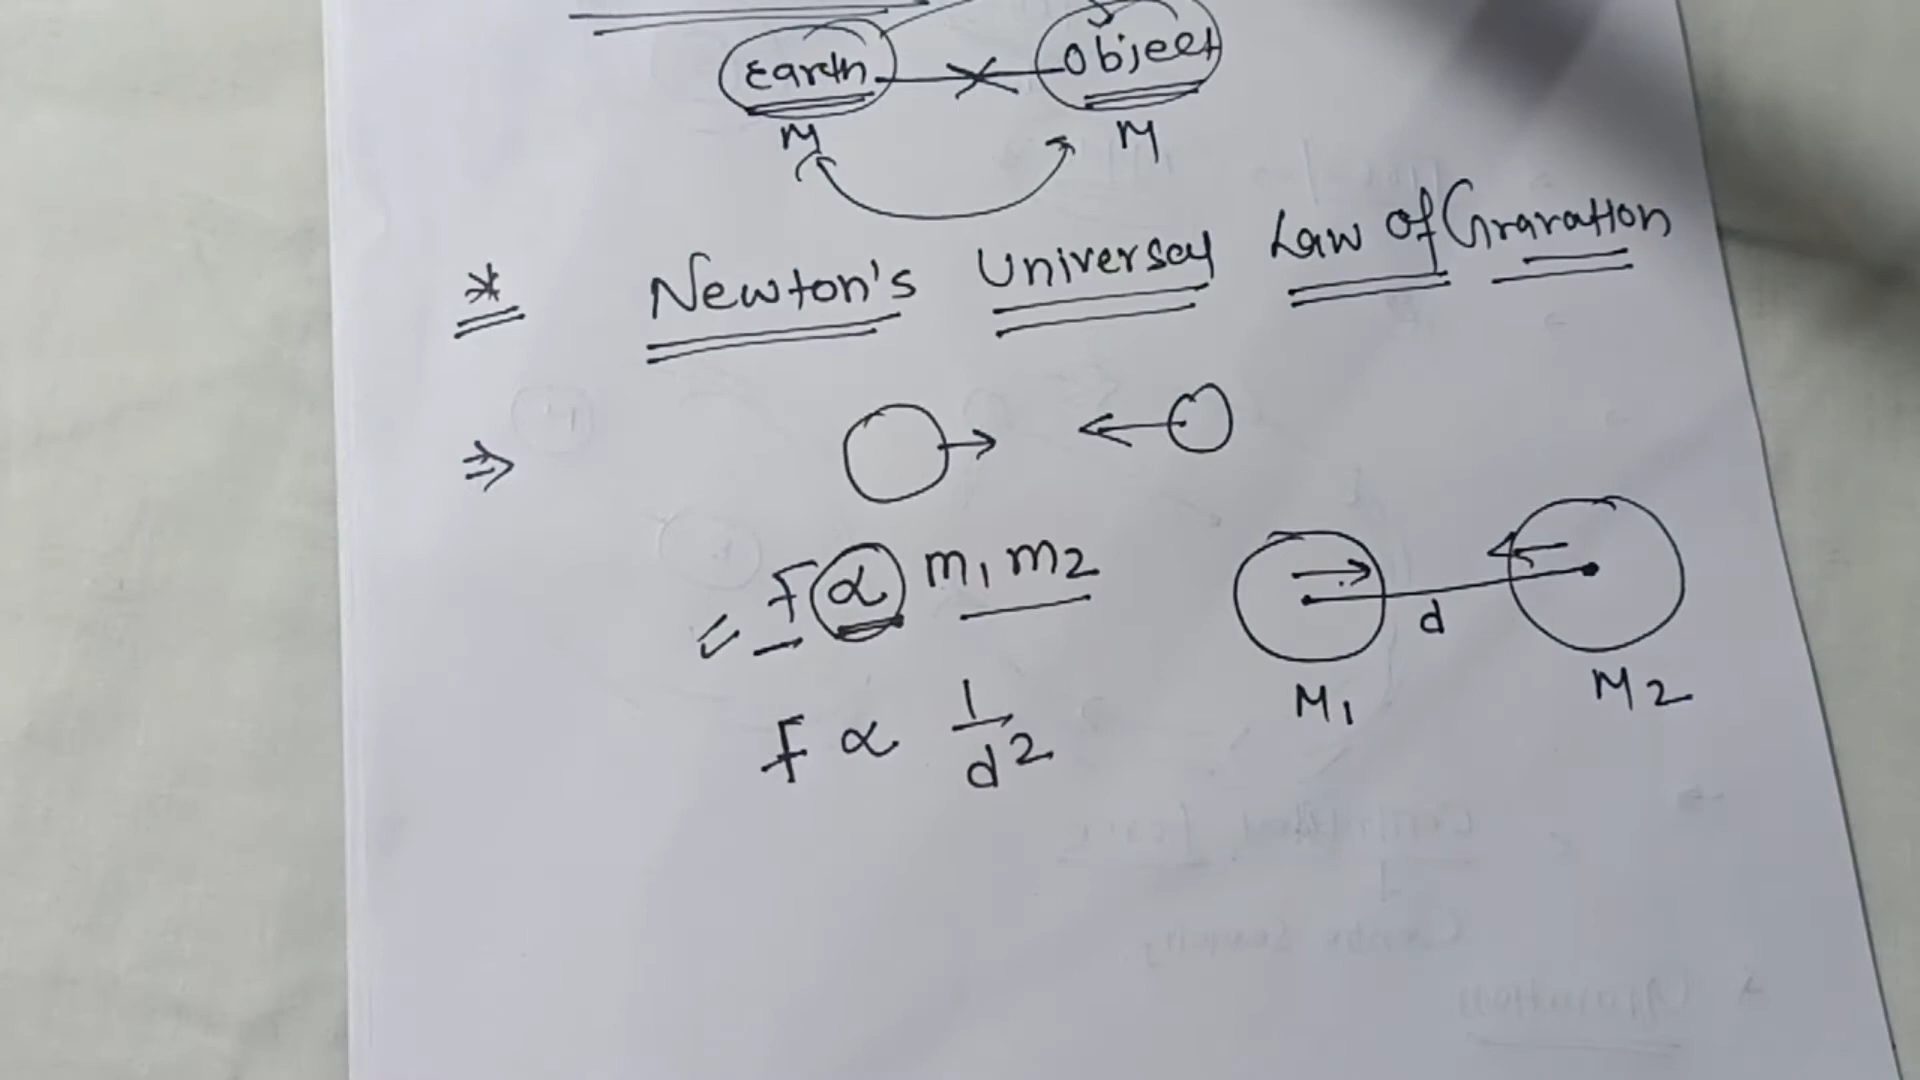 Earth Object
M M
* Newton's Universal Law Of Gravation
⇒
= F ∝ m1 m2
d
M1 M2
F ∝ 1/d2